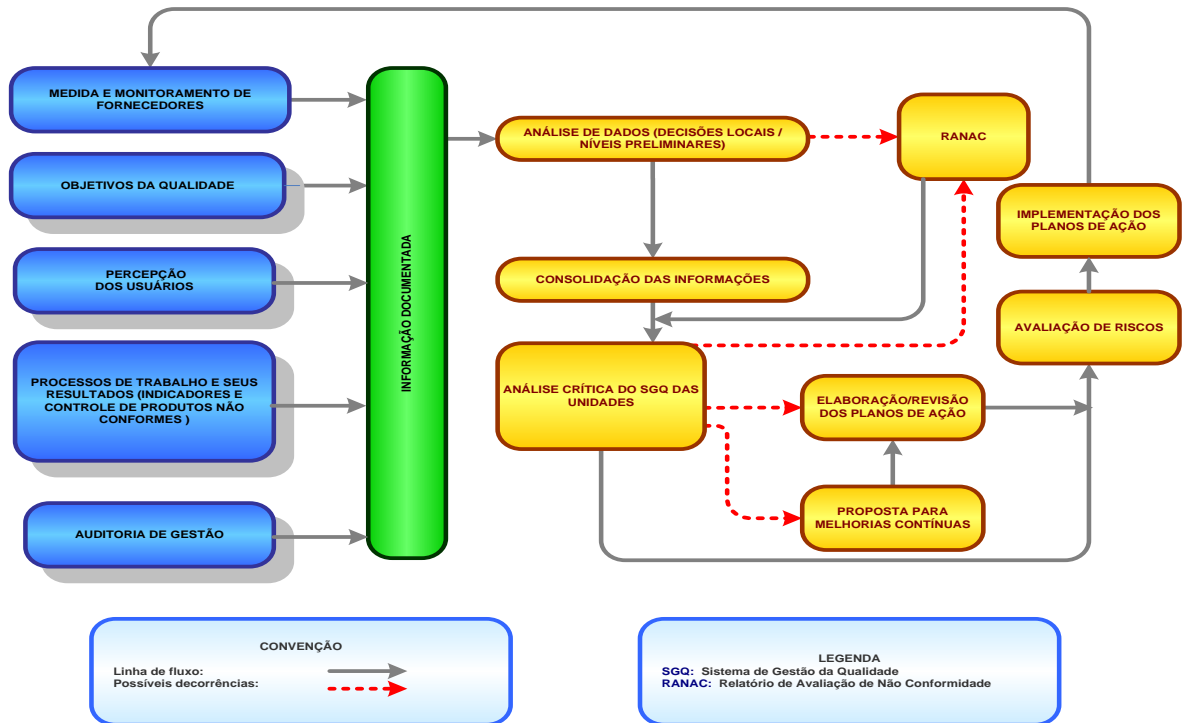 MEDIDA E MONITORAMENTO DE
FORNECEDORES
OBJETIVOS DA QUALIDADE
PERCEPÇÃO
DOS USUÁRIOS
PROCESSOS DE TRABALHO E SEUS
RESULTADOS (INDICADORES E
CONTROLE DE PRODUTOS NÃO
CONFORMES )
AUDITORIA DE GESTÃO
INFORMAÇÃO DOCUMENTADA
ANÁLISE DE DADOS (DECISÕES LOCAIS /
NÍVEIS PRELIMINARES)
RANAC
CONSOLIDAÇÃO DAS INFORMAÇÕES
ANÁLISE CRÍTICA DO SGQ DAS
UNIDADES
ELABORAÇÃO/REVISÃO
DOS PLANOS DE AÇÃO
PROPOSTA PARA
MELHORIAS CONTÍNUAS
IMPLEMENTAÇÃO DOS
PLANOS DE AÇÃO
AVALIAÇÃO DE RISCOS
CONVENÇÃO
Linha de fluxo:
Possíveis decorrências:
LEGENDA
SGQ: Sistema de Gestão da Qualidade
RANAC: Relatório de Avaliação de Não Conformidade